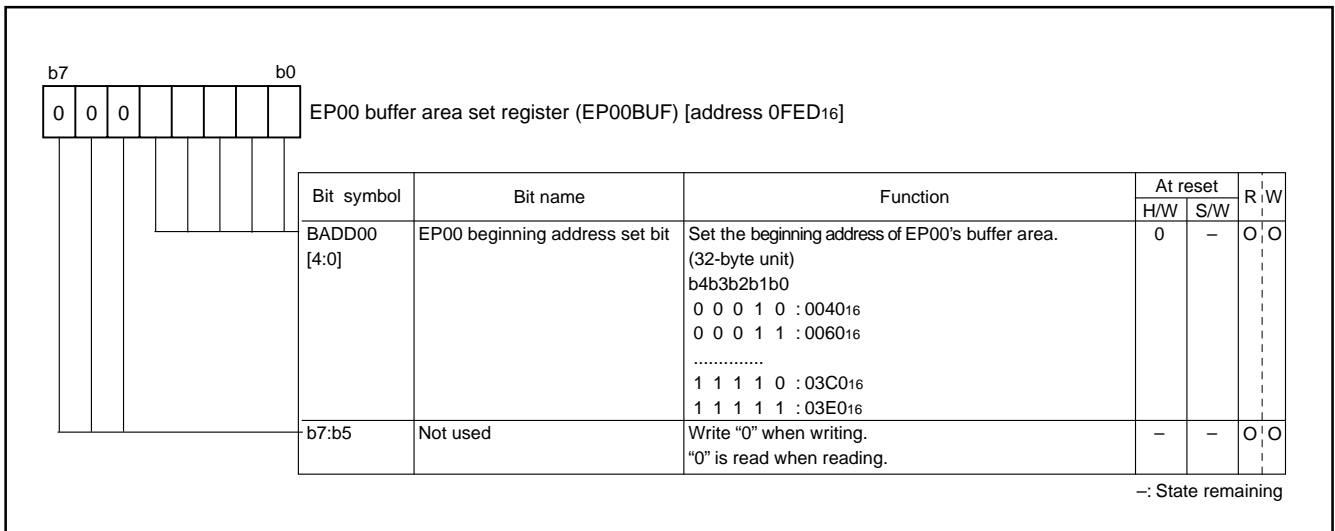 b7 b0
0 0 0
EP00 buffer area set register (EP00BUF) [address 0FED16]
Bit symbol Bit name Function At reset R W
H/W S/W
BADD00 EP00 beginning address set bit Set the beginning address of EP00's buffer area. 0 – O O
[4:0] (32-byte unit)
b4b3b2b1b0
0 0 0 1 0 : 004016
0 0 0 1 1 : 006016
..............
1 1 1 1 0 : 03C016
1 1 1 1 1 : 03E016
b7:b5 Not used Write “0” when writing. – – O O
“0” is read when reading.
–: State remaining